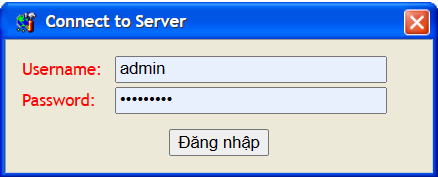 Connect to Server
Username: admin
Password: •••••••••
Đăng nhập